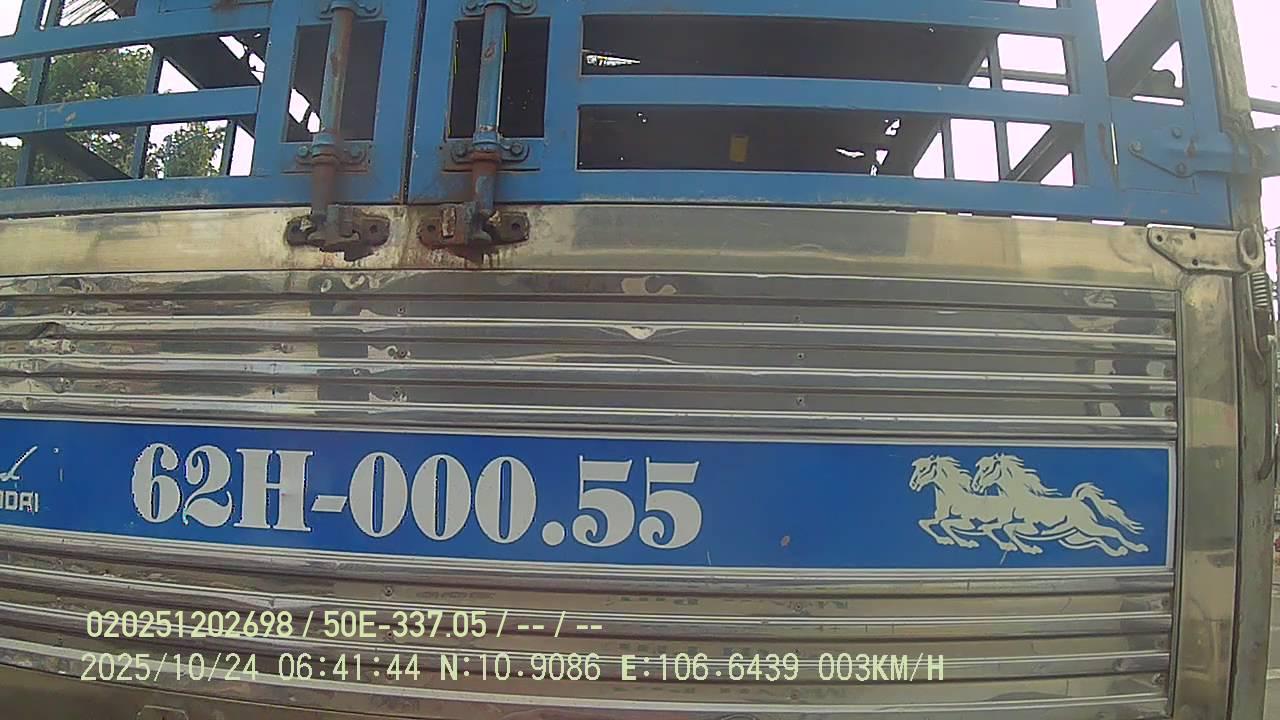 62H-000.55
020251202698 / 50E-337.05 / -- / --
2025/10/24 06:41:44 N:10.9086 E:106.6439 003KM/H